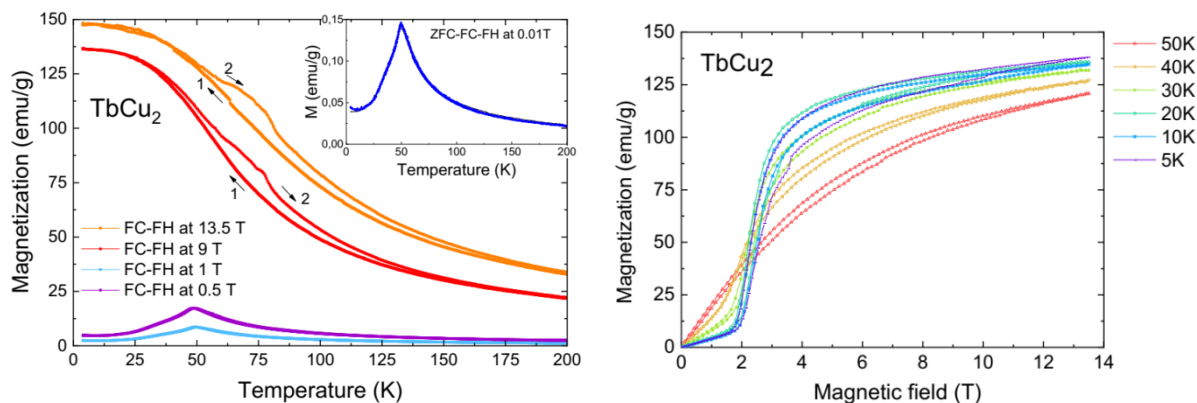 150
125
100
75
50
25
0
Magnetization (emu/g)
TbCu2
1
2
1
2
FC-FH at 13.5 T
FC-FH at 9 T
FC-FH at 1 T
FC-FH at 0.5 T
0 25 50 75 100 125 150 175 200
Temperature (K)
0,15
0,10
0,05
0,00
M (emu/g)
ZFC-FC-FH at 0.01T
0 50 100 150 200
Temperature (K)
150
125
100
75
50
25
0
Magnetization (emu/g)
TbCu2
0 2 4 6 8 10 12 14
Magnetic field (T)
50K
40K
30K
20K
10K
5K